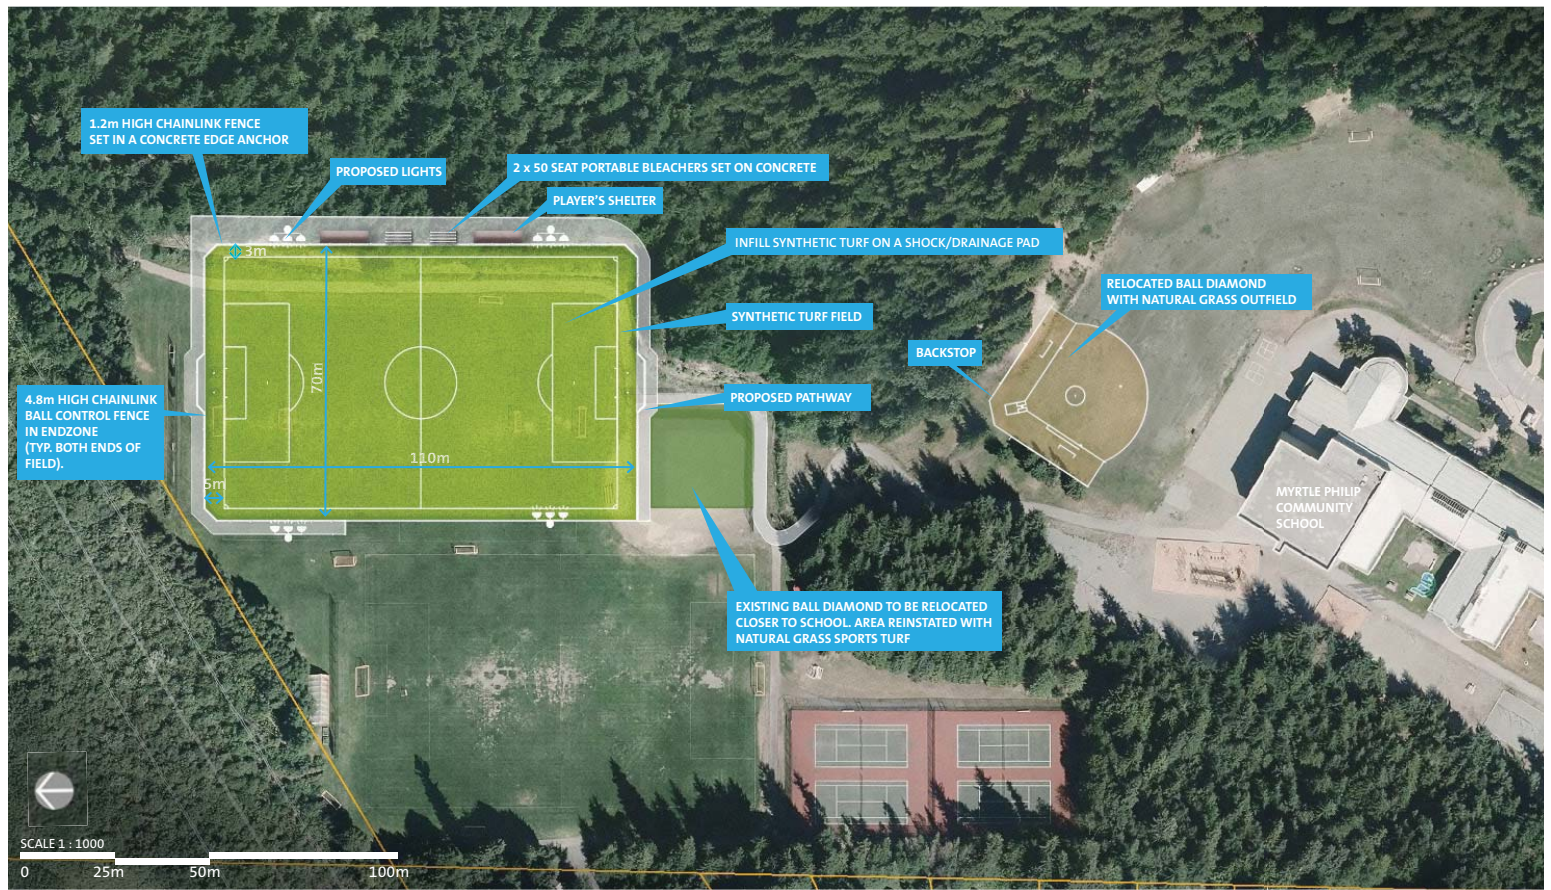 1.2m HIGH CHAINLINK FENCE
SET IN A CONCRETE EDGE ANCHOR
PROPOSED LIGHTS
2 x 50 SEAT PORTABLE BLEACHERS SET ON CONCRETE
PLAYER'S SHELTER
INFILL SYNTHETIC TURF ON A SHOCK/DRAINAGE PAD
3m
RELOCATED BALL DIAMOND
WITH NATURAL GRASS OUTFIELD
SYNTHETIC TURF FIELD
BACKSTOP
70m
4.8m HIGH CHAINLINK
BALL CONTROL FENCE
IN ENDZONE
(TYP. BOTH ENDS OF
FIELD).
PROPOSED PATHWAY
110m
5m
MYRTLE PHILIP
COMMUNITY
SCHOOL
EXISTING BALL DIAMOND TO BE RELOCATED
CLOSER TO SCHOOL. AREA REINSTATED WITH
NATURAL GRASS SPORTS TURF
SCALE 1 : 1000
0 25m 50m 100m